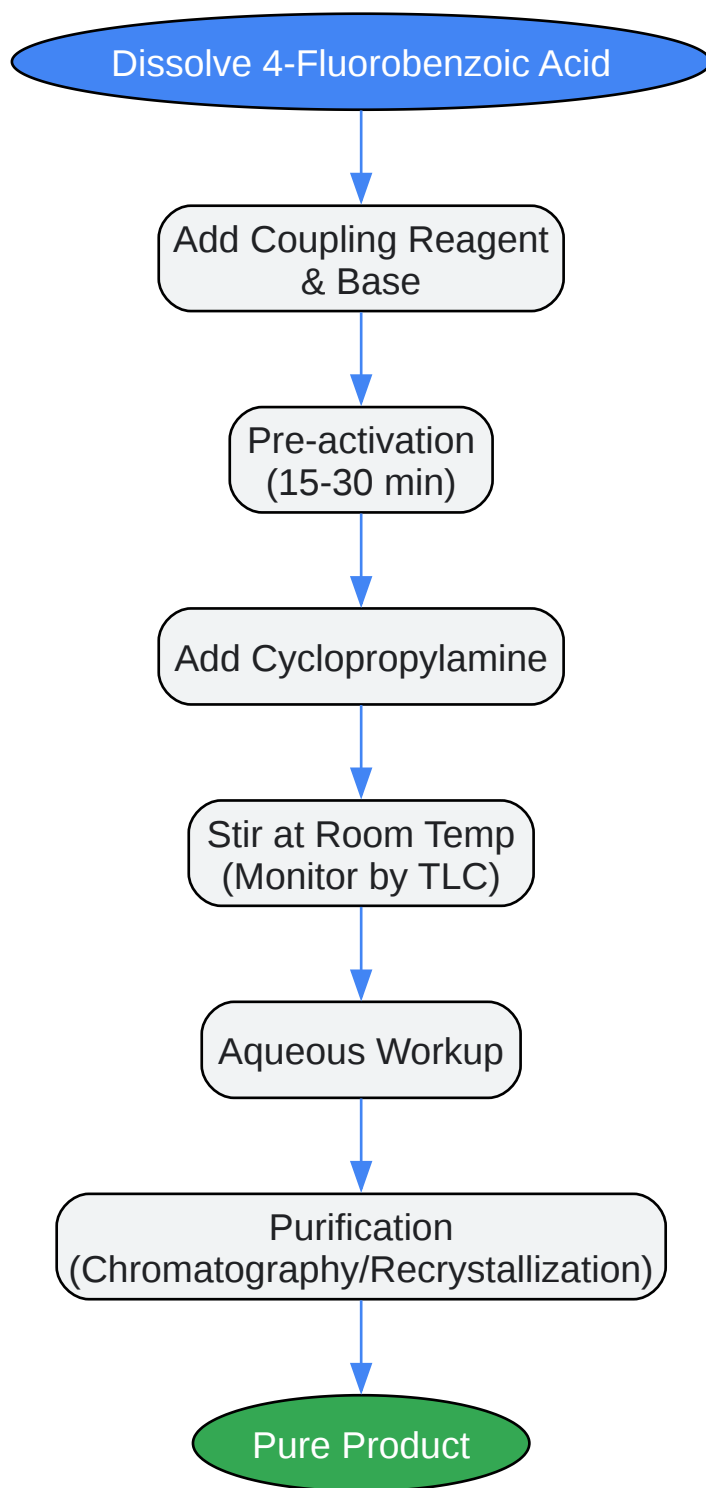 Dissolve 4-Fluorobenzoic Acid
Add Coupling Reagent
& Base
Pre-activation
(15-30 min)
Add Cyclopropylamine
Stir at Room Temp
(Monitor by TLC)
Aqueous Workup
Purification
(Chromatography/Recrystallization)
Pure Product